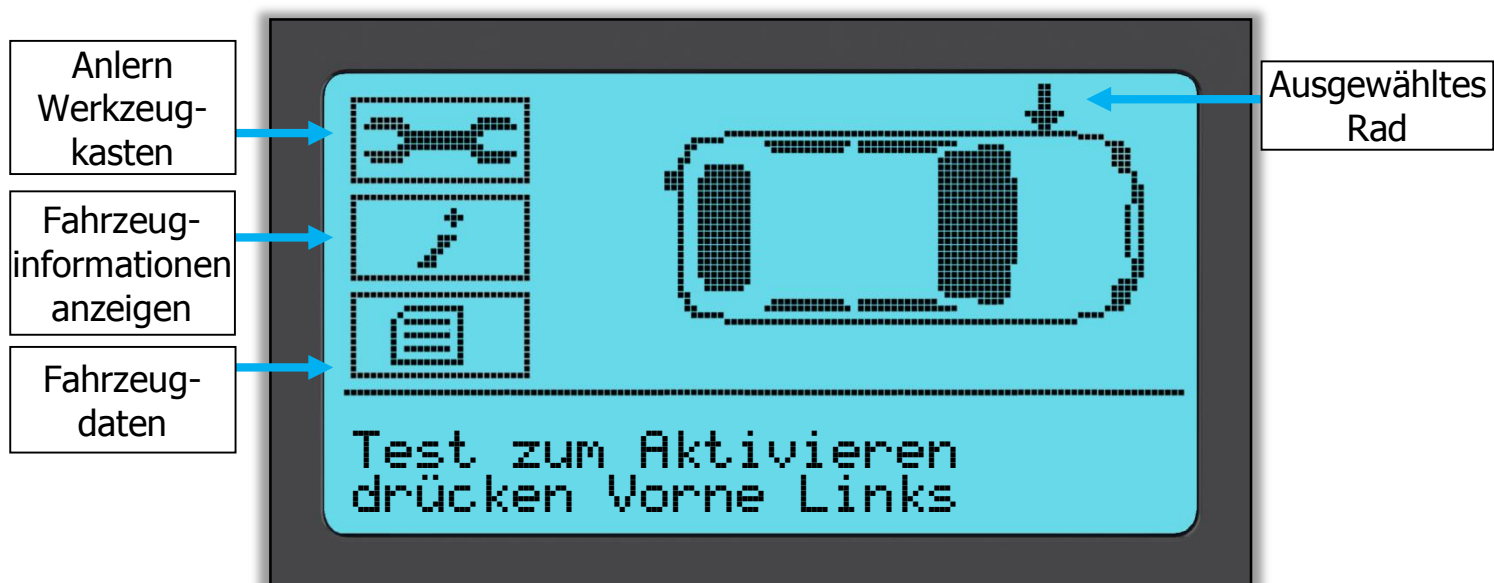 Anlern
Werkzeug-
kasten
Fahrzeug-
informationen
anzeigen
Fahrzeug-
daten
Ausgewähltes
Rad
Test zum Aktivieren
drücken Vorne Links